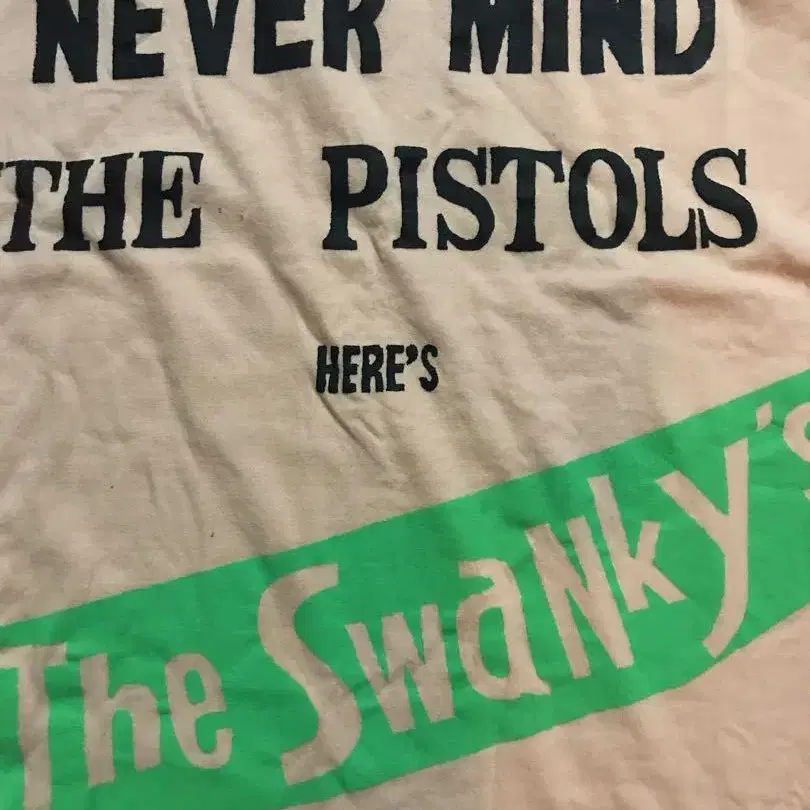 NEVER MIND
THE PISTOLS
HERE'S
The Swanky's